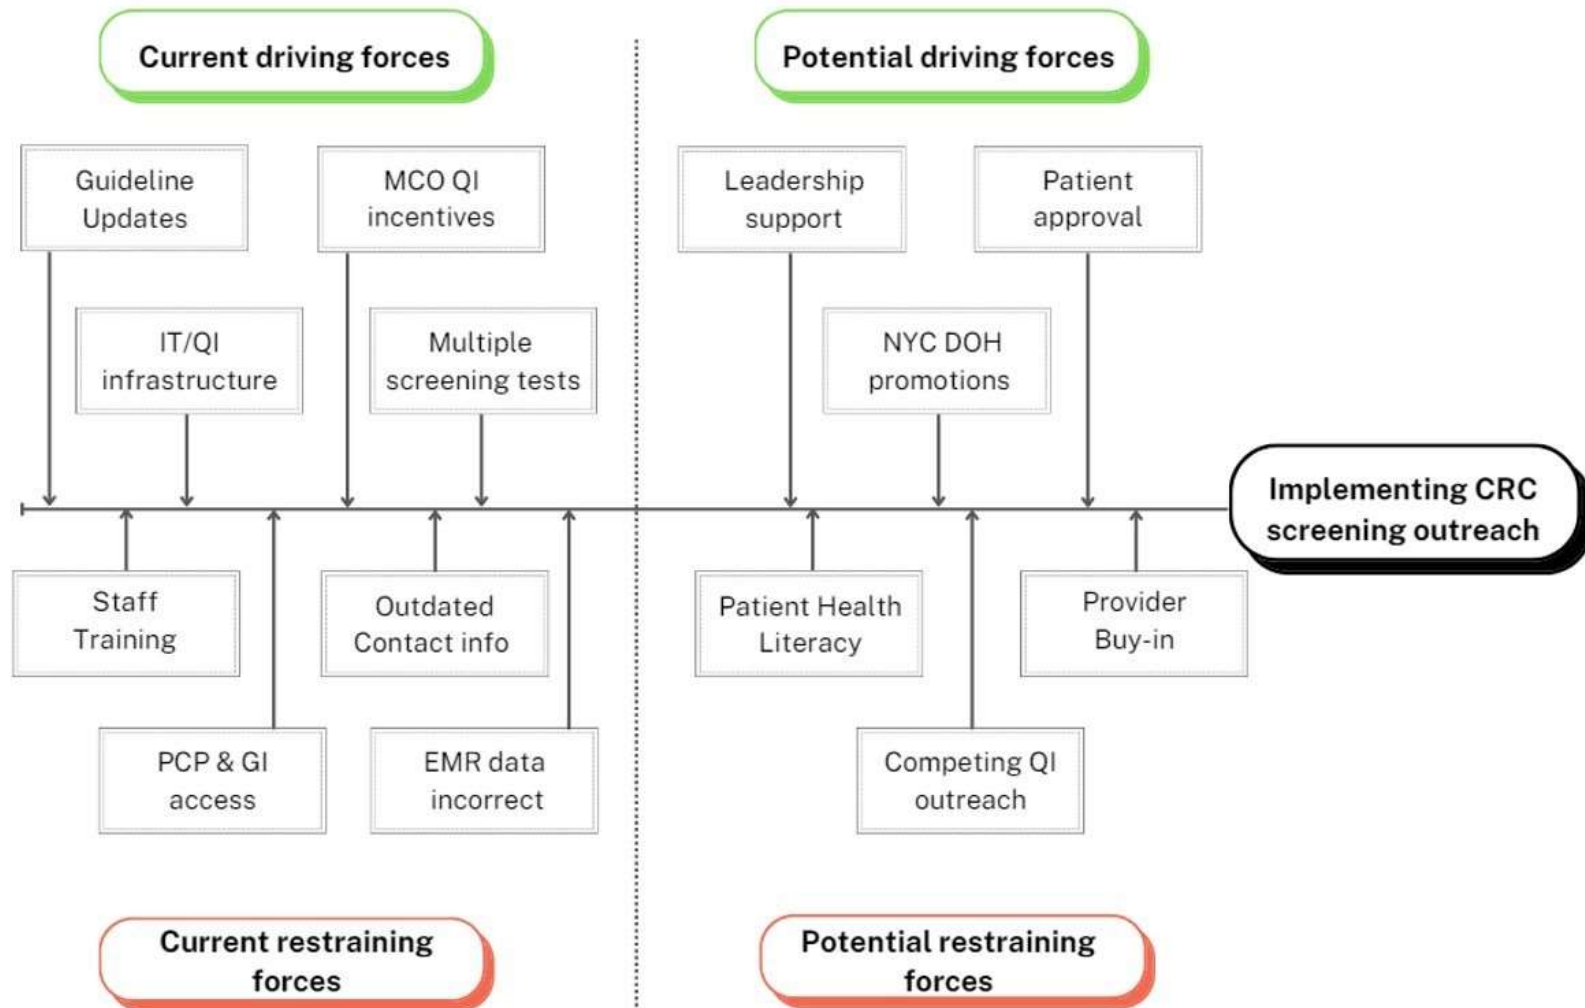 Current driving forces
Potential driving forces
Guideline
Updates
MCO QI
incentives
Leadership
support
Patient
approval
IT/QI
infrastructure
Multiple
screening tests
NYC DOH
promotions
Implementing CRC
screening outreach
Staff
Training
Outdated
Contact info
Patient Health
Literacy
Provider
Buy-in
PCP & GI
access
EMR data
incorrect
Competing QI
outreach
Current restraining
forces
Potential restraining
forces